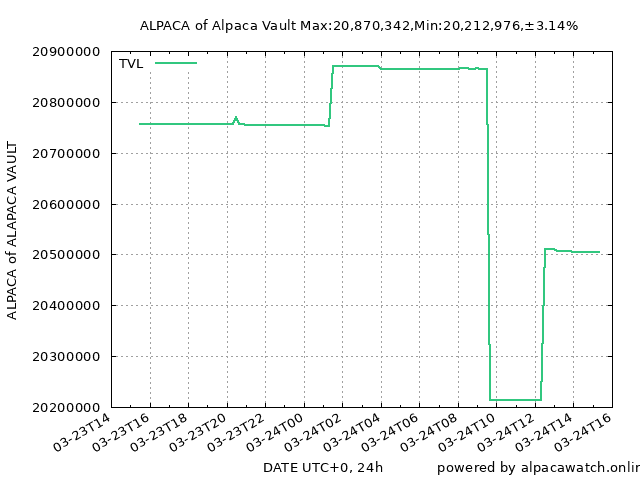 ALPACA of Alpaca Vault Max:20,870,342,Min:20,212,976,±3.14%
TVL
20900000
20800000
20700000
20600000
20500000
20400000
20300000
20200000
ALPACA of ALAPACA VAULT
03-23T14
03-23T16
03-23T18
03-23T20
03-23T22
03-24T00
03-24T02
03-24T04
03-24T06
03-24T08
03-24T10
03-24T12
03-24T14
03-24T16
DATE UTC+0, 24h
powered by alpacawatch.onlin